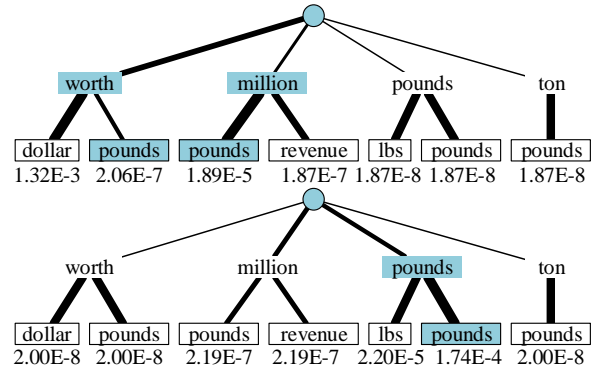 worth million pounds ton
dollar pounds pounds revenue lbs pounds pounds
1.32E-3 2.06E-7 1.89E-5 1.87E-7 1.87E-8 1.87E-8 1.87E-8
worth million pounds ton
dollar pounds pounds revenue lbs pounds pounds
2.00E-8 2.00E-8 2.19E-7 2.19E-7 2.20E-5 1.74E-4 2.00E-8